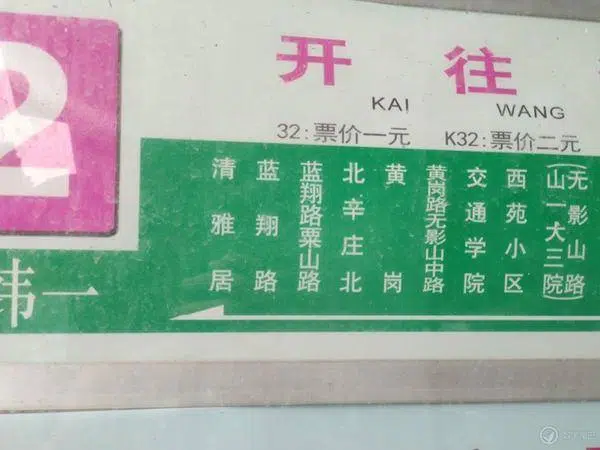 2
开往
KAI WANG
32:票价一元 K32:票价二元
清雅居
蓝翔路
蓝翔路粟山路
北辛庄北
黄岗
黄岗路无影山中路
交通学院
西苑小区
(山一大三院
无影山路)
纬一